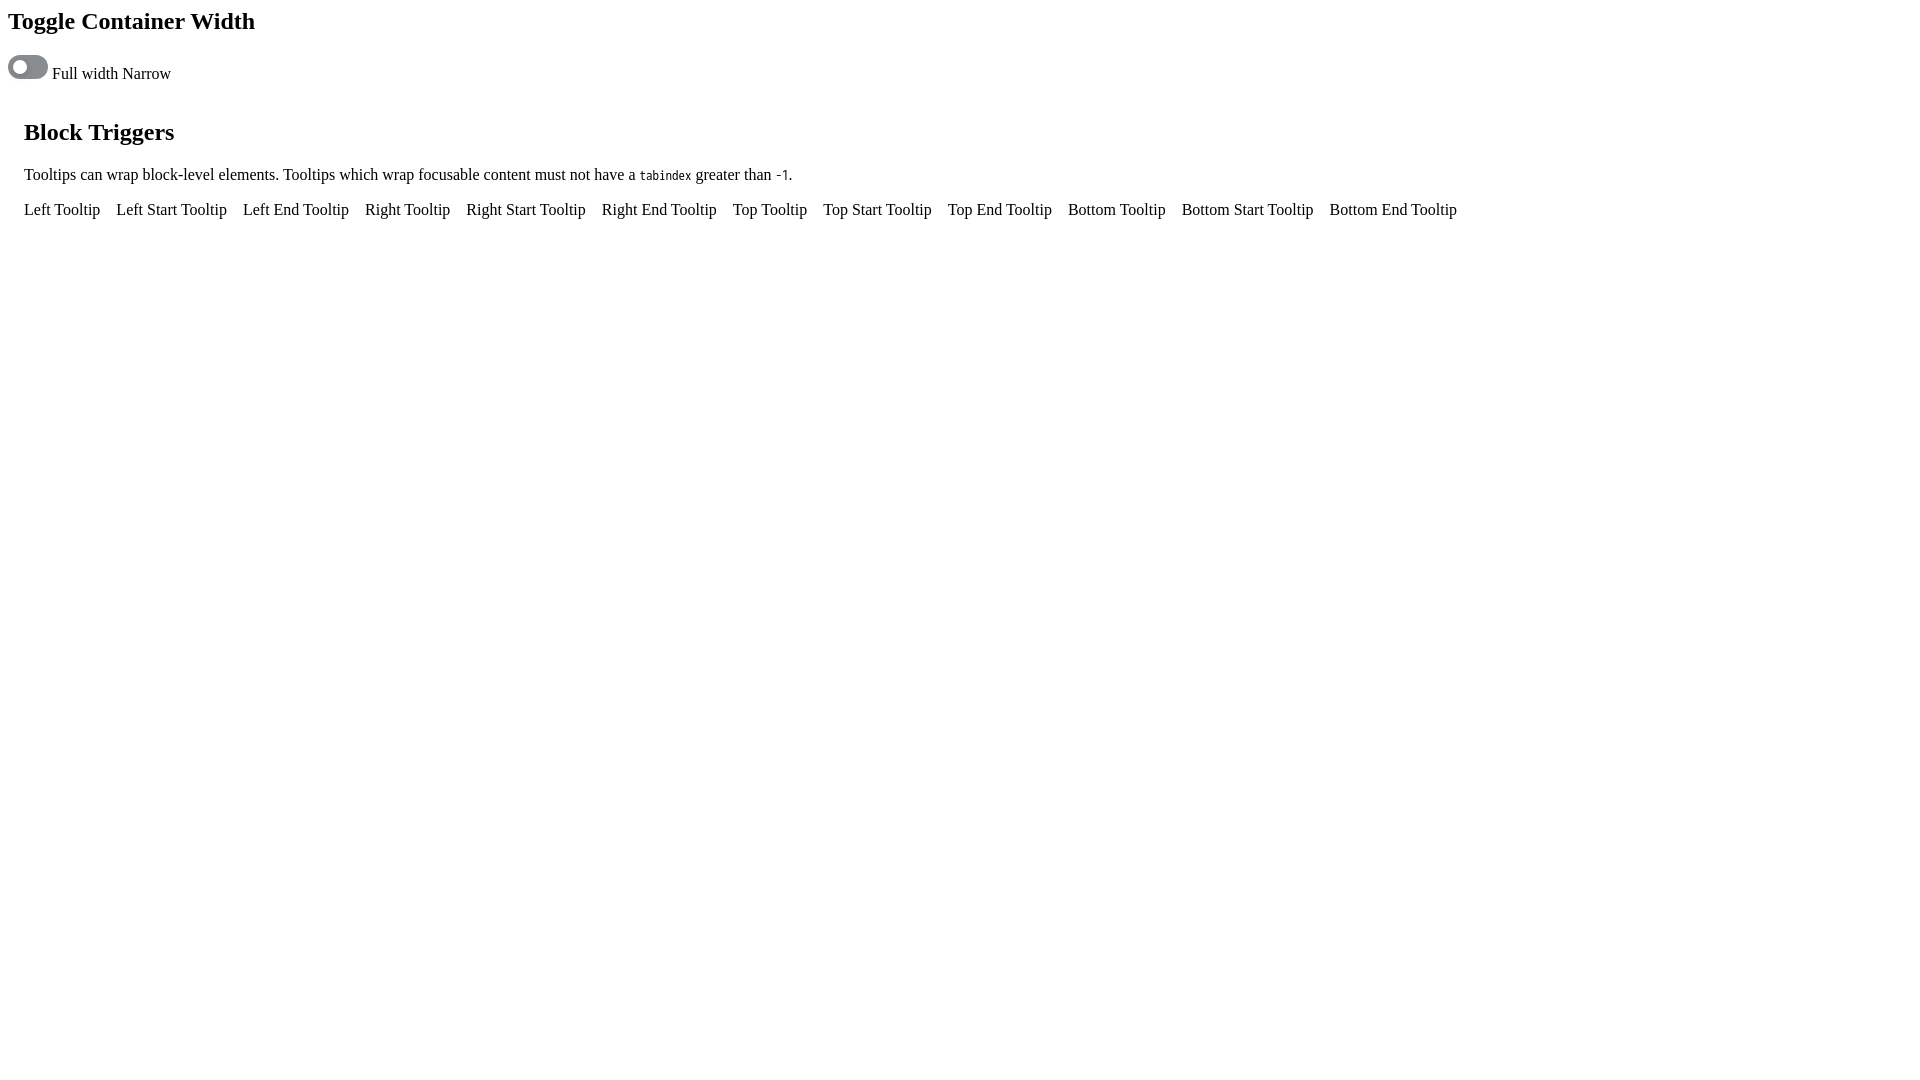 Toggle Container Width
Full width Narrow
Block Triggers
Tooltips can wrap block-level elements. Tooltips which wrap focusable content must not have a tabindex greater than -1.
Left Tooltip Left Start Tooltip Left End Tooltip Right Tooltip Right Start Tooltip Right End Tooltip Top Tooltip Top Start Tooltip Top End Tooltip Bottom Tooltip Bottom Start Tooltip Bottom End Tooltip